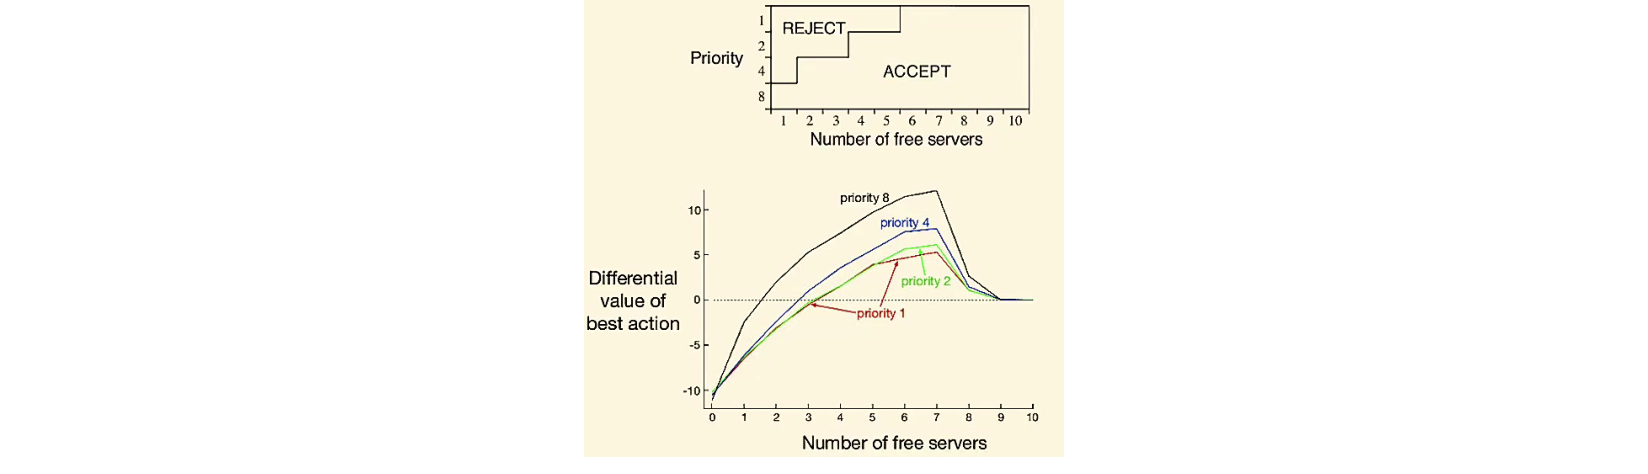 1
REJECT
2
Priority
4
ACCEPT
8
1 2 3 4 5 6 7 8 9 10
Number of free servers
priority 8
10
priority 4
5
priority 2
Differential
value of
best action
0
priority 1
-5
-10
0 1 2 3 4 5 6 7 8 9 10
Number of free servers